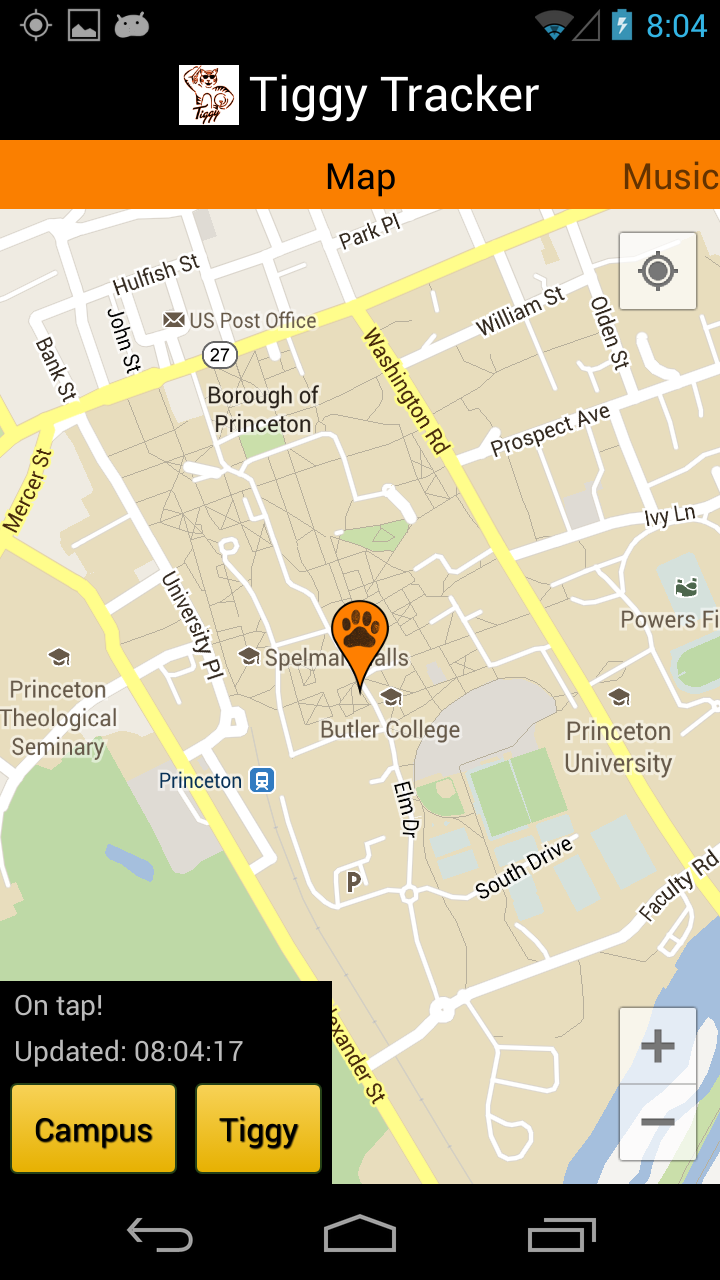 8:04
Tiggy
Tiggy Tracker
Map
Music
Park Pl
Hulfish St
William St
Olden St
John St
US Post Office
27
Bank St
Washington Rd
Borough of
Princeton
Prospect Ave
Mercer St
Ivy Ln
University Pl
Powers Fi
Spelman Halls
Princeton
Theological
Seminary
Butler College
Princeton
University
Princeton
Elm Dr
South Drive
P
Faculty Rd
On tap!
Updated: 08:04:17
lexander St
Campus
Tiggy
+
−